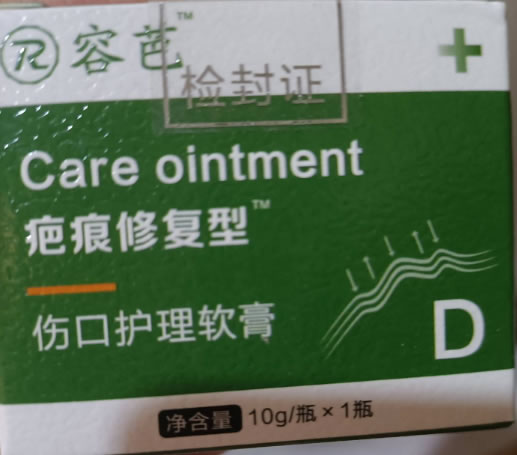 R 容芭™
检封证
Care ointment
疤痕修复型™
伤口护理软膏
D
净含量 10g/瓶×1瓶